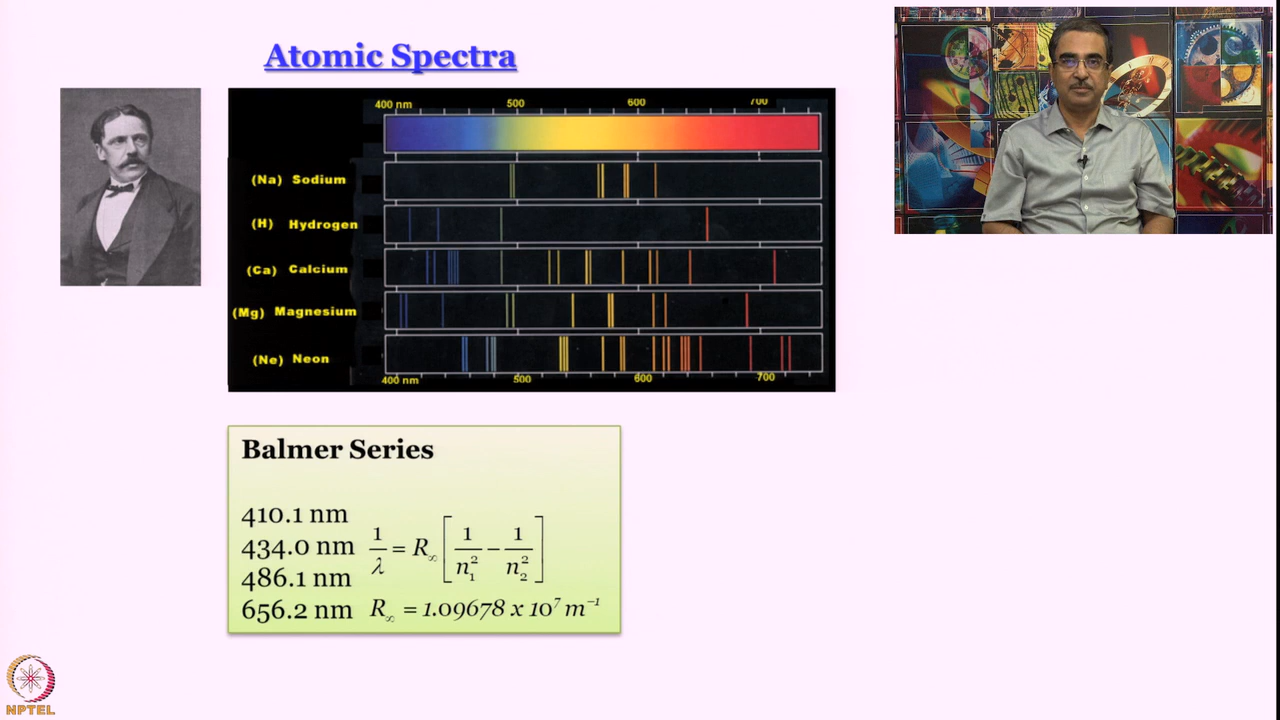 Atomic Spectra
400 nm 500 600 700
(Na) Sodium
(H) Hydrogen
(Ca) Calcium
(Mg) Magnesium
(Ne) Neon
400 nm 500 600 700
Balmer Series
410.1 nm
434.0 nm
486.1 nm
656.2 nm
1/λ = R∞ [1/n₁² − 1/n₂²]
R∞ = 1.09678 x 10⁷ m⁻¹
NPTEL